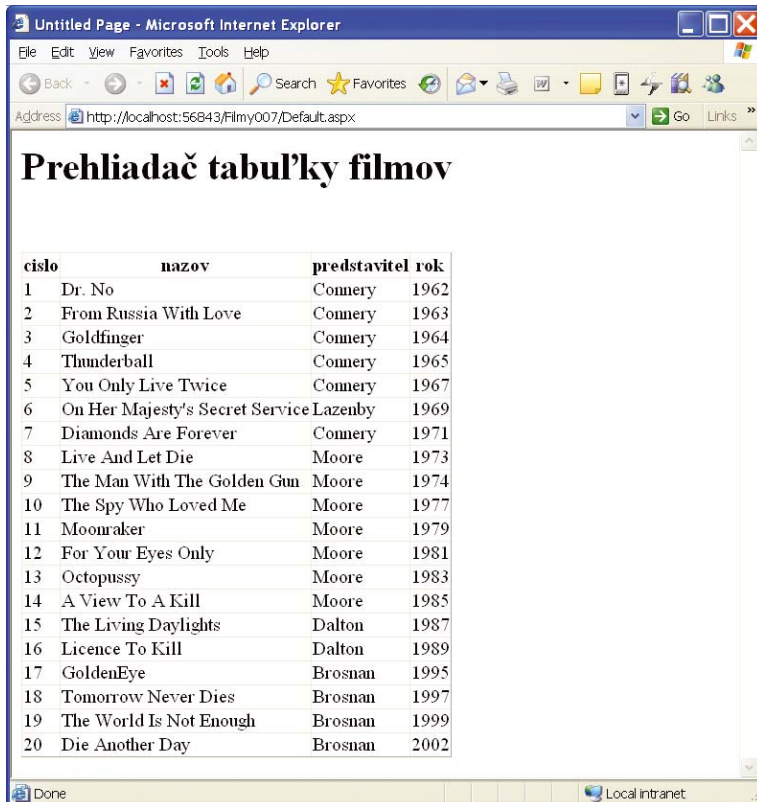 Untitled Page - Microsoft Internet Explorer
File Edit View Favorites Tools Help
Back Search Favorites
Address http://localhost:56843/Filmy007/Default.aspx Go Links »
Prehliadač tabuľky filmov
cislo nazov predstavitel rok
1 Dr. No Connery 1962
2 From Russia With Love Connery 1963
3 Goldfinger Connery 1964
4 Thunderball Connery 1965
5 You Only Live Twice Connery 1967
6 On Her Majesty's Secret Service Lazenby 1969
7 Diamonds Are Forever Connery 1971
8 Live And Let Die Moore 1973
9 The Man With The Golden Gun Moore 1974
10 The Spy Who Loved Me Moore 1977
11 Moonraker Moore 1979
12 For Your Eyes Only Moore 1981
13 Octopussy Moore 1983
14 A View To A Kill Moore 1985
15 The Living Daylights Dalton 1987
16 Licence To Kill Dalton 1989
17 GoldenEye Brosnan 1995
18 Tomorrow Never Dies Brosnan 1997
19 The World Is Not Enough Brosnan 1999
20 Die Another Day Brosnan 2002
Done Local intranet